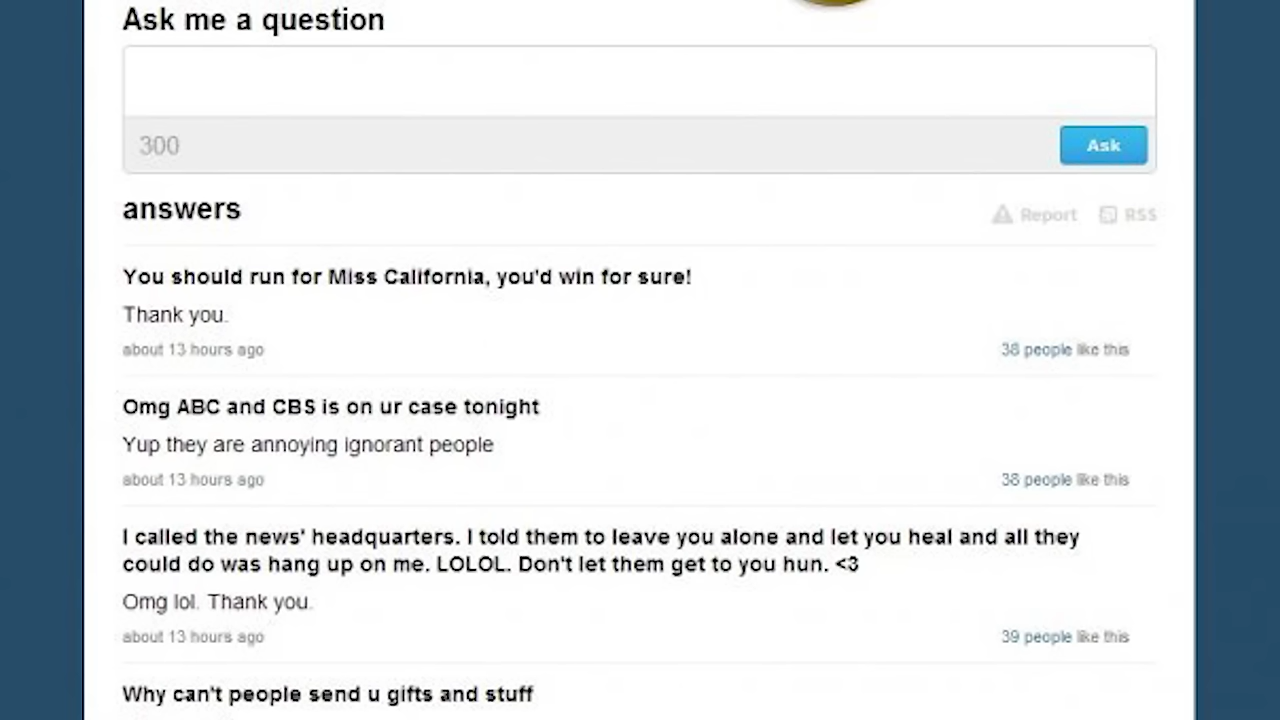 Ask me a question
300
Ask
answers
Report
RSS
You should run for Miss California, you'd win for sure!
Thank you.
about 13 hours ago
38 people like this
Omg ABC and CBS is on ur case tonight
Yup they are annoying ignorant people
about 13 hours ago
38 people like this
I called the news' headquarters. I told them to leave you alone and let you heal and all they
could do was hang up on me. LOLOL. Don't let them get to you hun. <3
Omg lol. Thank you.
about 13 hours ago
39 people like this
Why can't people send u gifts and stuff